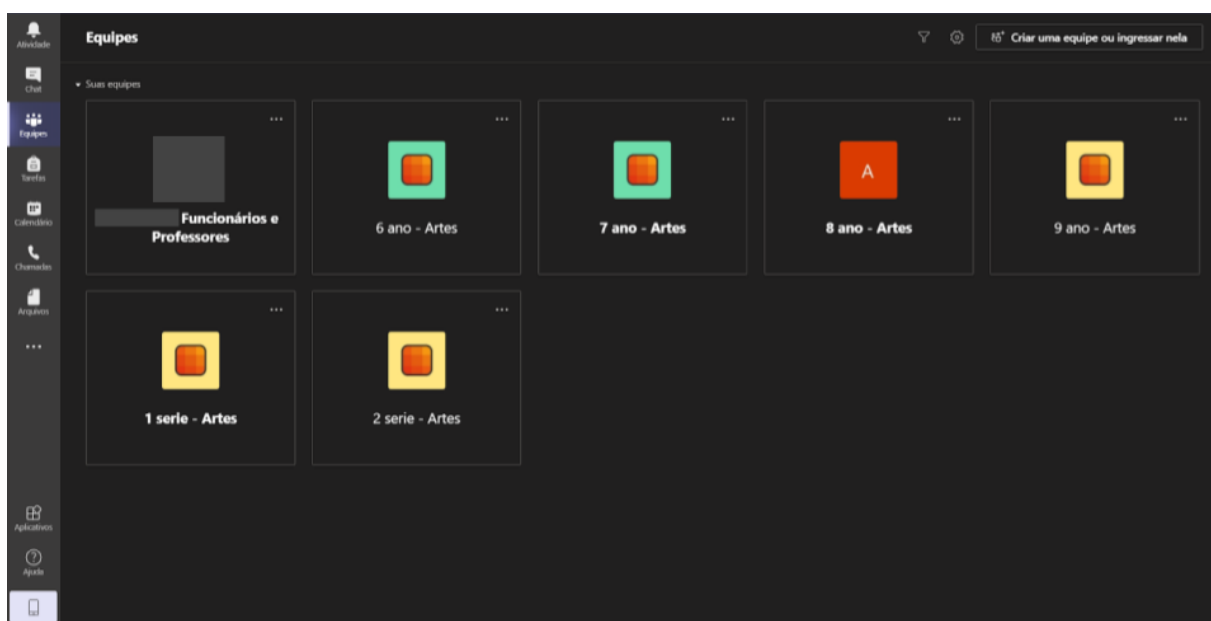 Atividade
Equipes
Criar uma equipe ou ingressar nela
Chat
Suas equipes
Equipes
Tarefas
Calendário
Chamadas
Arquivos
Funcionários e
Professores
6 ano - Artes
7 ano - Artes
A
8 ano - Artes
9 ano - Artes
1 serie - Artes
2 serie - Artes
Aplicativos
Ajuda